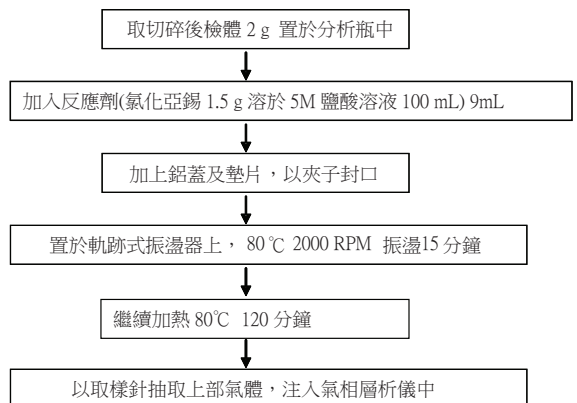 取切碎後檢體 2 g 置於分析瓶中
加入反應劑(氯化亞錫 1.5 g 溶於 5M 鹽酸溶液 100 mL) 9mL
加上鋁蓋及墊片，以夾子封口
置於軌跡式振盪器上， 80℃ 2000 RPM 振盪15 分鐘
繼續加熱 80℃ 120 分鐘
以取樣針抽取上部氣體，注入氣相層析儀中